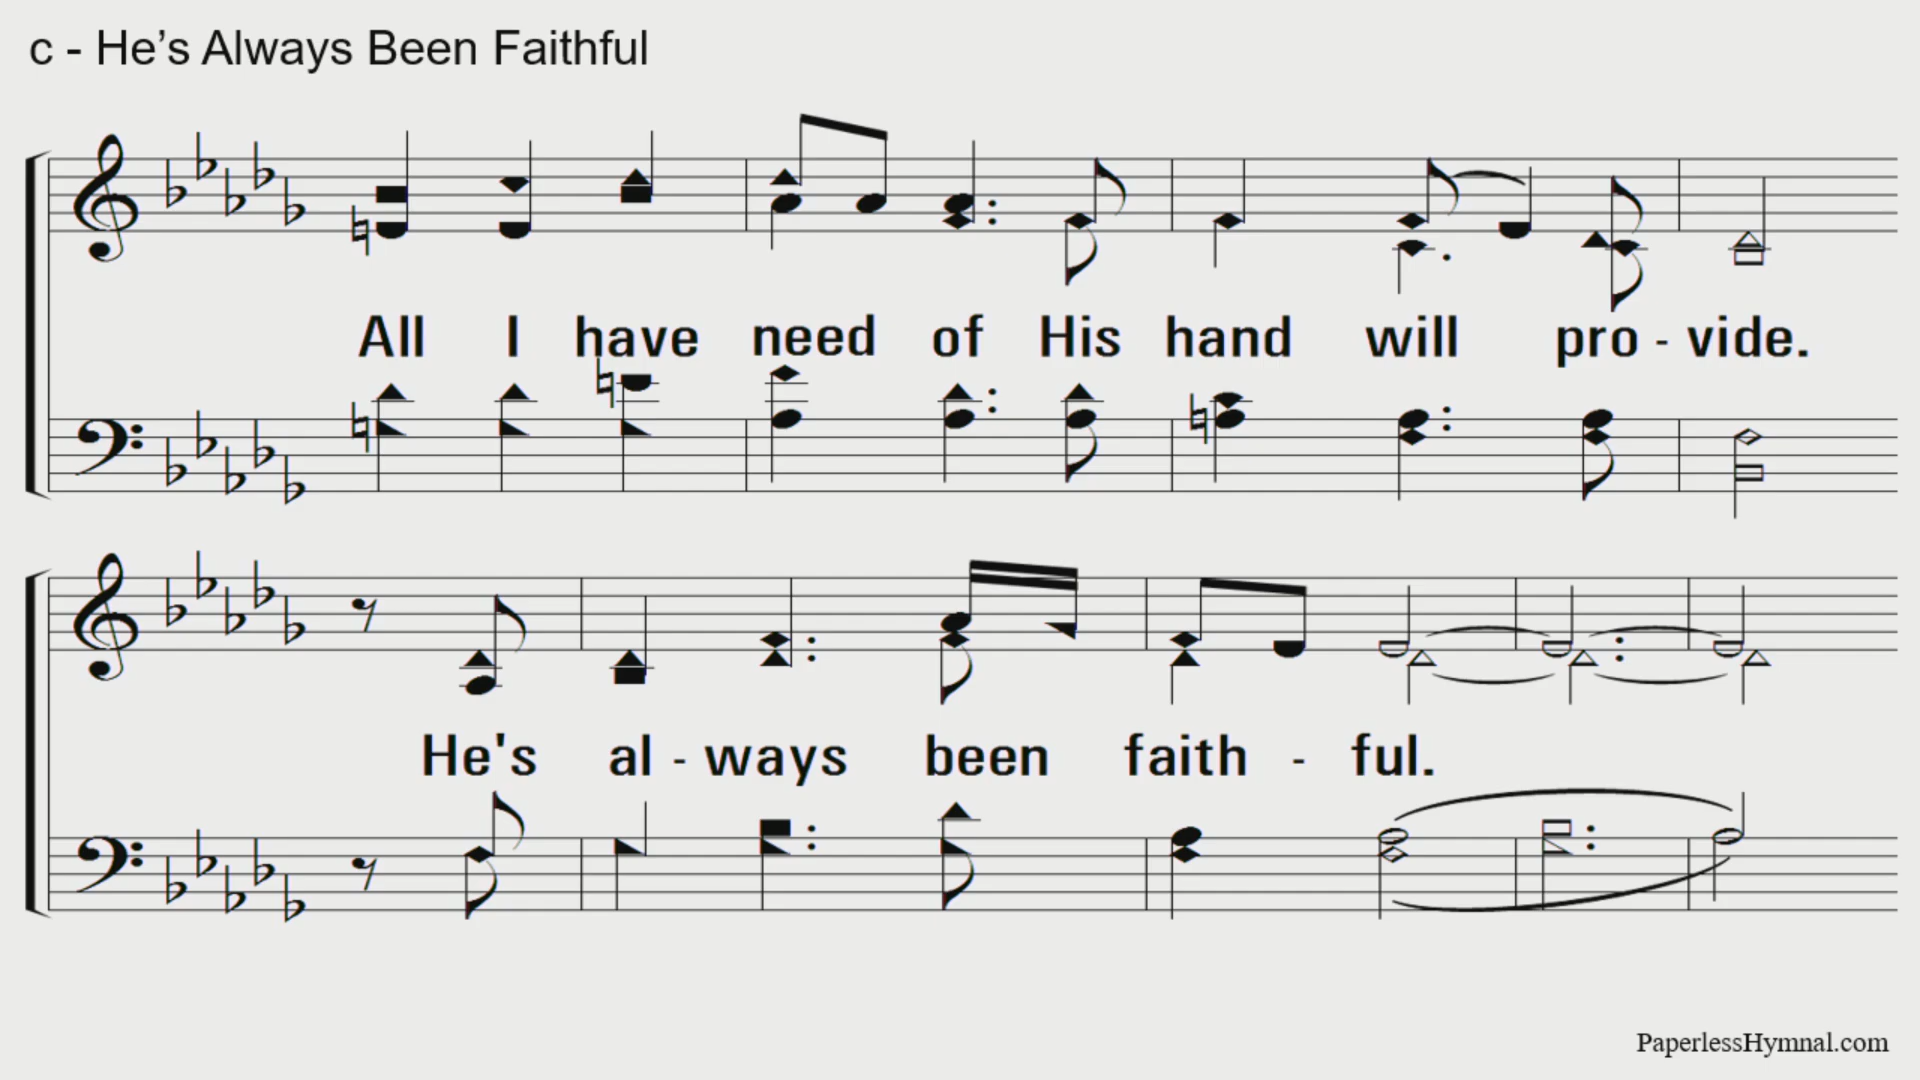 c - He’s Always Been Faithful
All I have need of His hand will pro - vide.
He's al - ways been faith - ful.
PaperlessHymnal.com